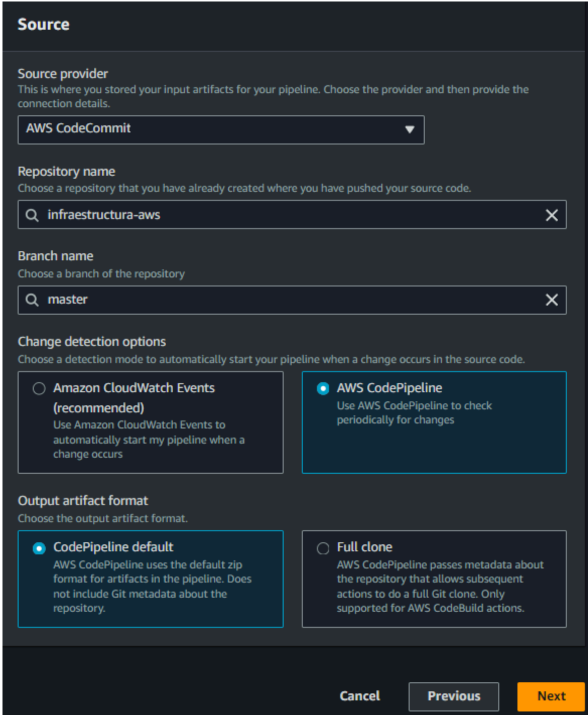 Source
Source provider
This is where you stored your input artifacts for your pipeline. Choose the provider and then provide the
connection details.
AWS CodeCommit
Repository name
Choose a repository that you have already created where you have pushed your source code.
infraestructura-aws
Branch name
Choose a branch of the repository
master
Change detection options
Choose a detection mode to automatically start your pipeline when a change occurs in the source code.
Amazon CloudWatch Events
(recommended)
Use Amazon CloudWatch Events to
automatically start my pipeline when a
change occurs
AWS CodePipeline
Use AWS CodePipeline to check
periodically for changes
Output artifact format
Choose the output artifact format.
CodePipeline default
AWS CodePipeline uses the default zip
format for artifacts in the pipeline. Does
not include Git metadata about the
repository.
Full clone
AWS CodePipeline passes metadata about
the repository that allows subsequent
actions to do a full Git clone. Only
supported for AWS CodeBuild actions.
Cancel
Previous
Next